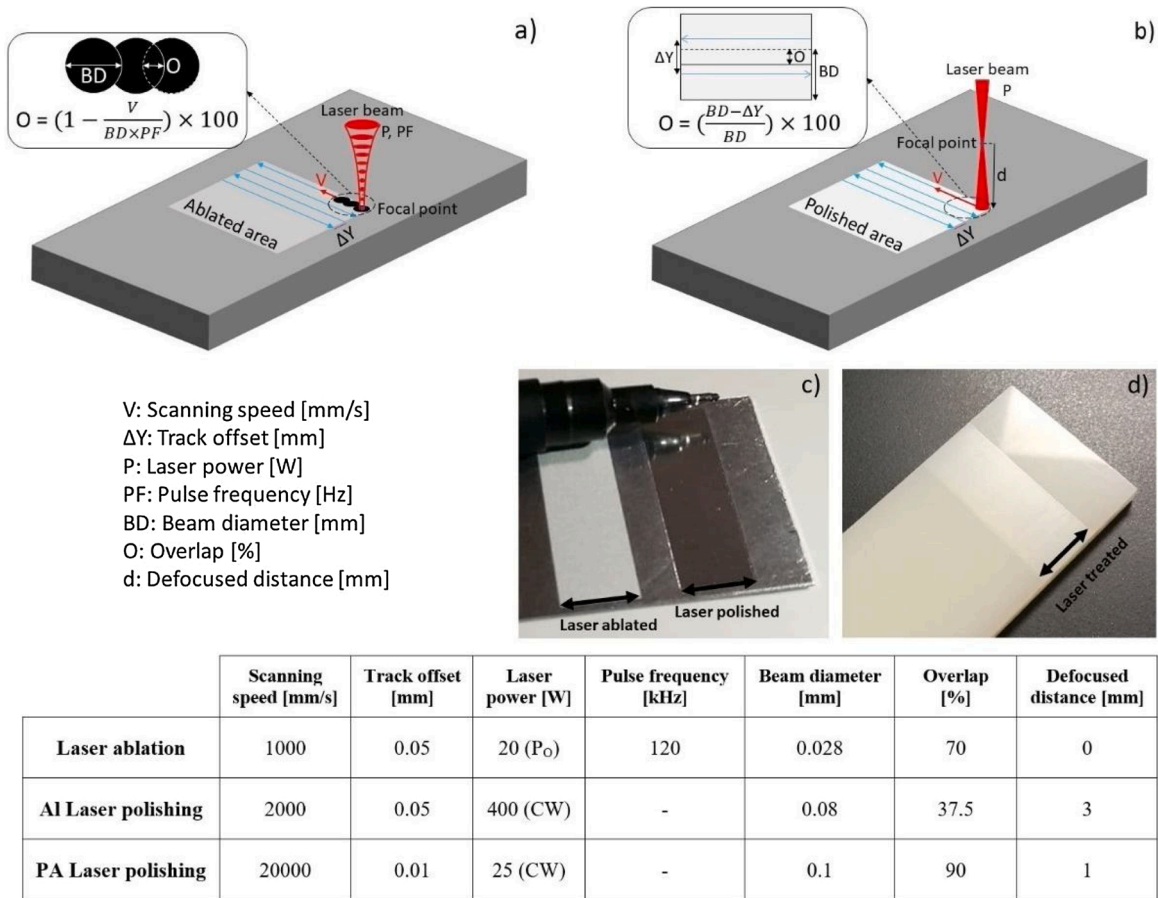 a)
BD
O
O = (1 − V/(BD×PF)) × 100
Laser beam
P, PF
V
Focal point
Ablated area
ΔY
b)
ΔY
O
BD
O = ((BD−ΔY)/BD) × 100
Laser beam
P
Focal point
d
V
Polished area
ΔY
V: Scanning speed [mm/s]
ΔY: Track offset [mm]
P: Laser power [W]
PF: Pulse frequency [Hz]
BD: Beam diameter [mm]
O: Overlap [%]
d: Defocused distance [mm]
c)
Laser ablated
Laser polished
d)
Laser treated
Scanning speed [mm/s] Track offset [mm] Laser power [W] Pulse frequency [kHz] Beam diameter [mm] Overlap [%] Defocused distance [mm]
Laser ablation 1000 0.05 20 (P₀) 120 0.028 70 0
Al Laser polishing 2000 0.05 400 (CW) - 0.08 37.5 3
PA Laser polishing 20000 0.01 25 (CW) - 0.1 90 1